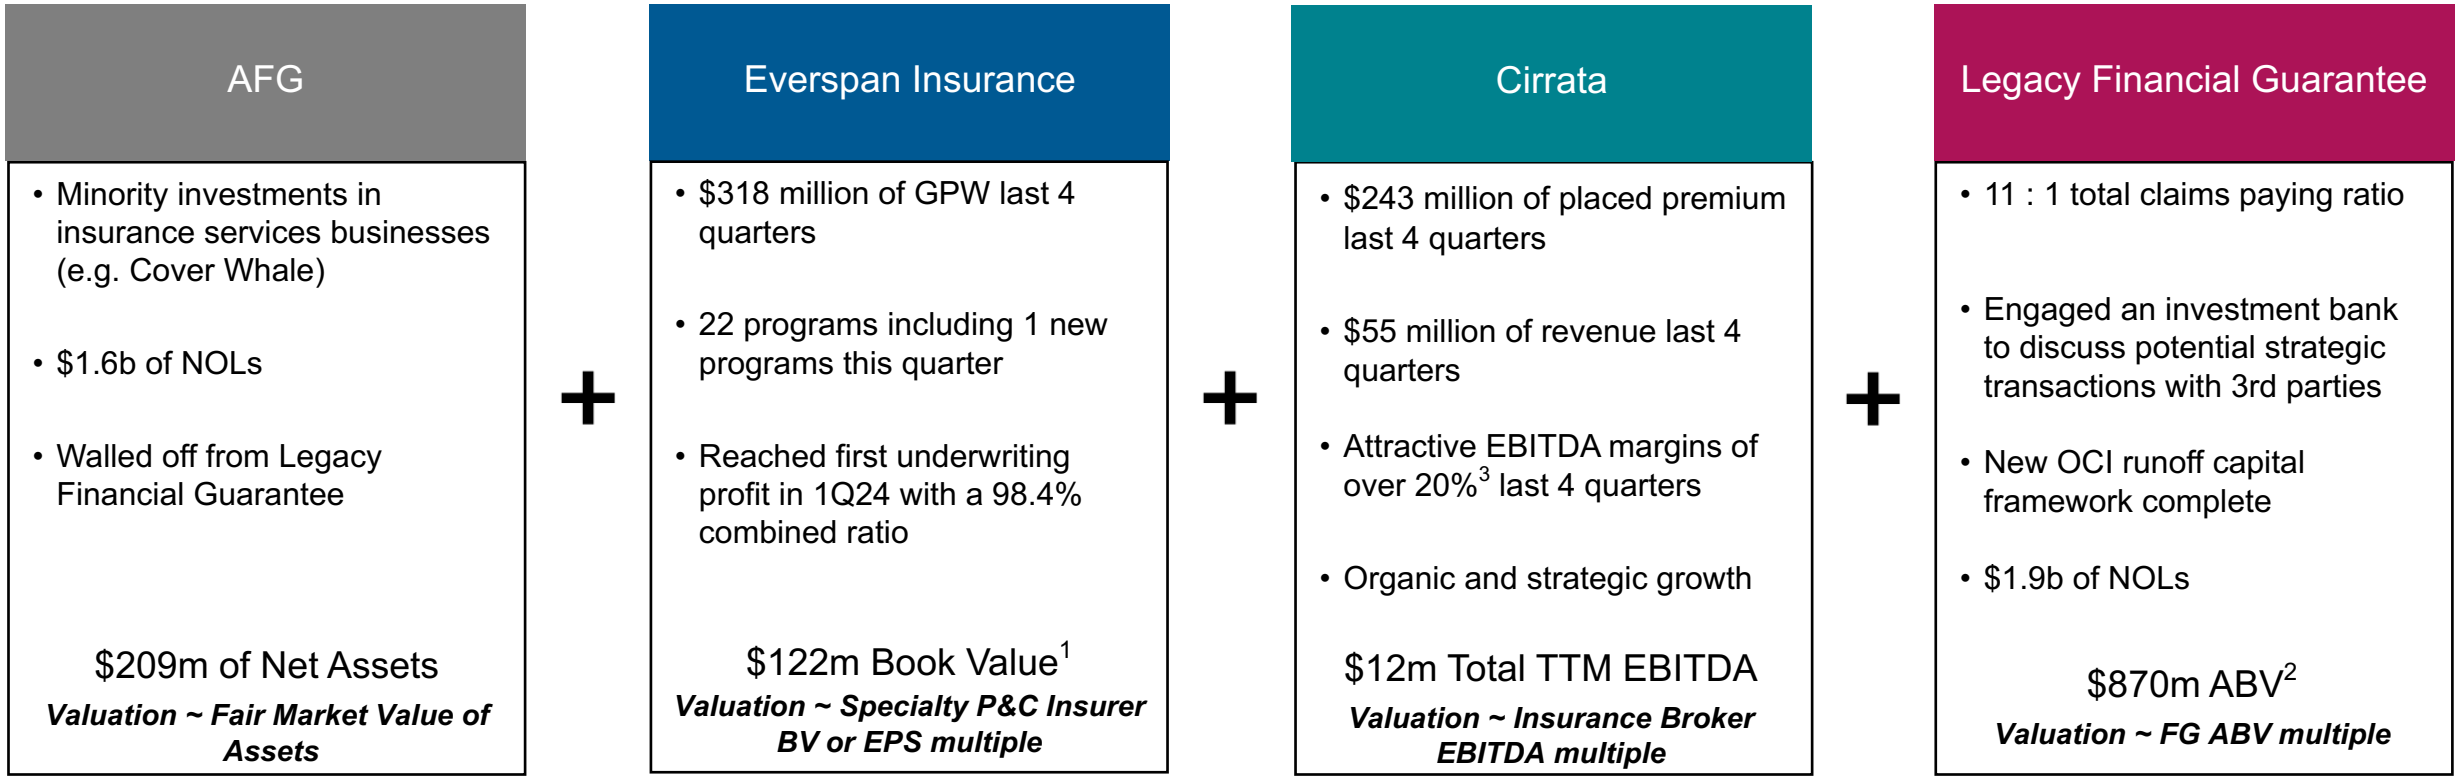 AFG
• Minority investments in
insurance services businesses
(e.g. Cover Whale)
• $1.6b of NOLs
• Walled off from Legacy
Financial Guarantee
$209m of Net Assets
Valuation ~ Fair Market Value of
Assets
+
Everspan Insurance
• $318 million of GPW last 4
quarters
• 22 programs including 1 new
programs this quarter
• Reached first underwriting
profit in 1Q24 with a 98.4%
combined ratio
$122m Book Value¹
Valuation ~ Specialty P&C Insurer
BV or EPS multiple
+
Cirrata
• $243 million of placed premium
last 4 quarters
• $55 million of revenue last 4
quarters
• Attractive EBITDA margins of
over 20%³ last 4 quarters
• Organic and strategic growth
$12m Total TTM EBITDA
Valuation ~ Insurance Broker
EBITDA multiple
+
Legacy Financial Guarantee
• 11 : 1 total claims paying ratio
• Engaged an investment bank
to discuss potential strategic
transactions with 3rd parties
• New OCI runoff capital
framework complete
• $1.9b of NOLs
$870m ABV²
Valuation ~ FG ABV multiple